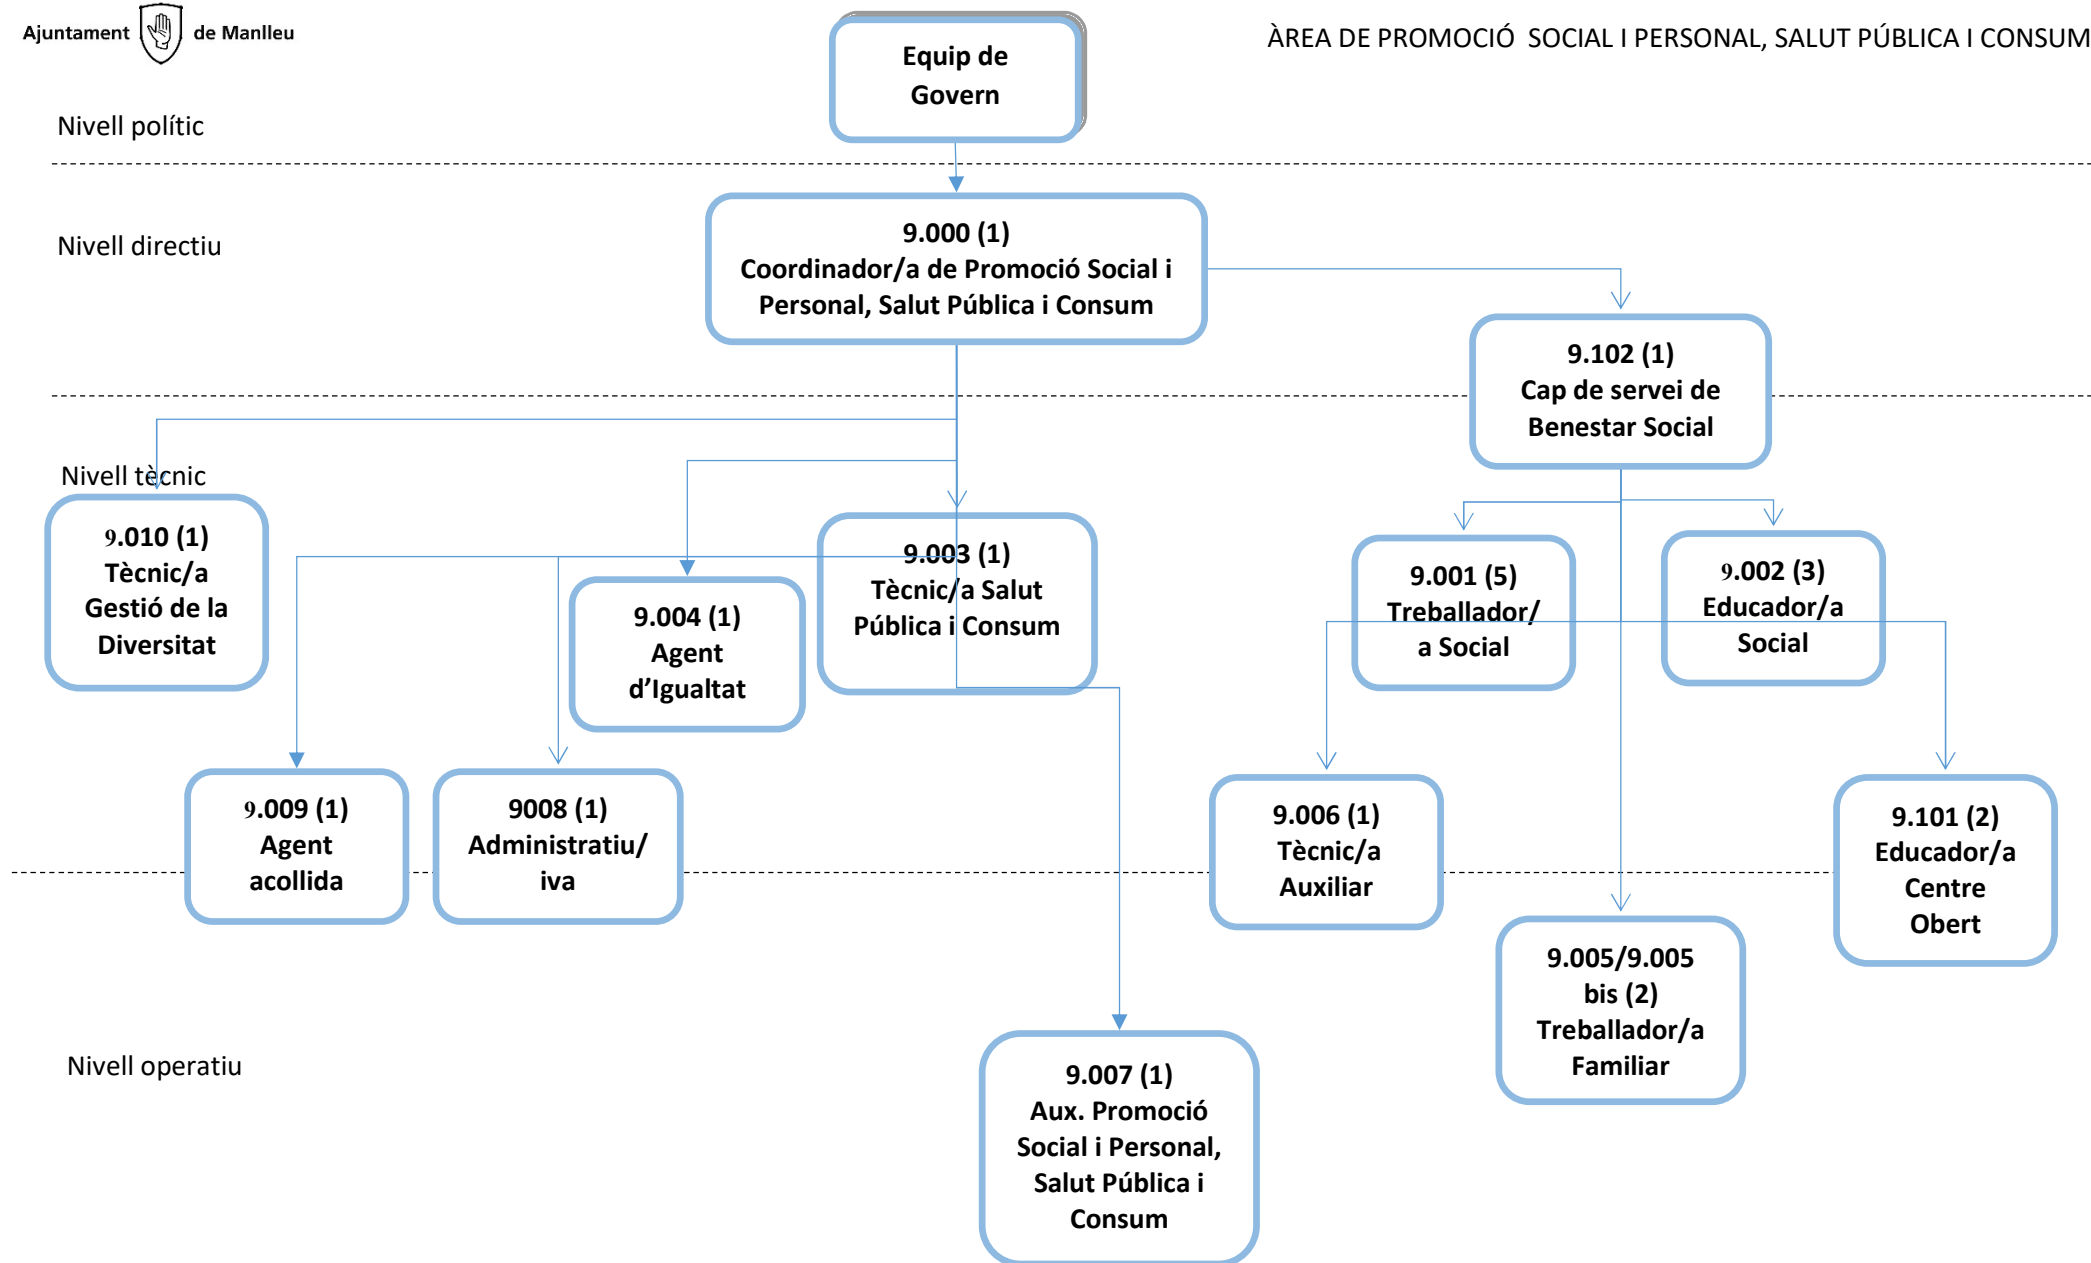 Ajuntament de Manlleu
ÀREA DE PROMOCIÓ SOCIAL I PERSONAL, SALUT PÚBLICA I CONSUM
Equip de
Govern
Nivell polític
Nivell directiu
9.000 (1)
Coordinador/a de Promoció Social i
Personal, Salut Pública i Consum
9.102 (1)
Cap de servei de
Benestar Social
Nivell tècnic
9.010 (1)
Tècnic/a
Gestió de la
Diversitat
9.004 (1)
Agent
d’Igualtat
9.003 (1)
Tècnic/a Salut
Pública i Consum
9.001 (5)
Treballador/
a Social
9.002 (3)
Educador/a
Social
9.009 (1)
Agent
acollida
9008 (1)
Administratiu/
iva
9.006 (1)
Tècnic/a
Auxiliar
9.101 (2)
Educador/a
Centre
Obert
9.005/9.005
bis (2)
Treballador/a
Familiar
Nivell operatiu
9.007 (1)
Aux. Promoció
Social i Personal,
Salut Pública i
Consum